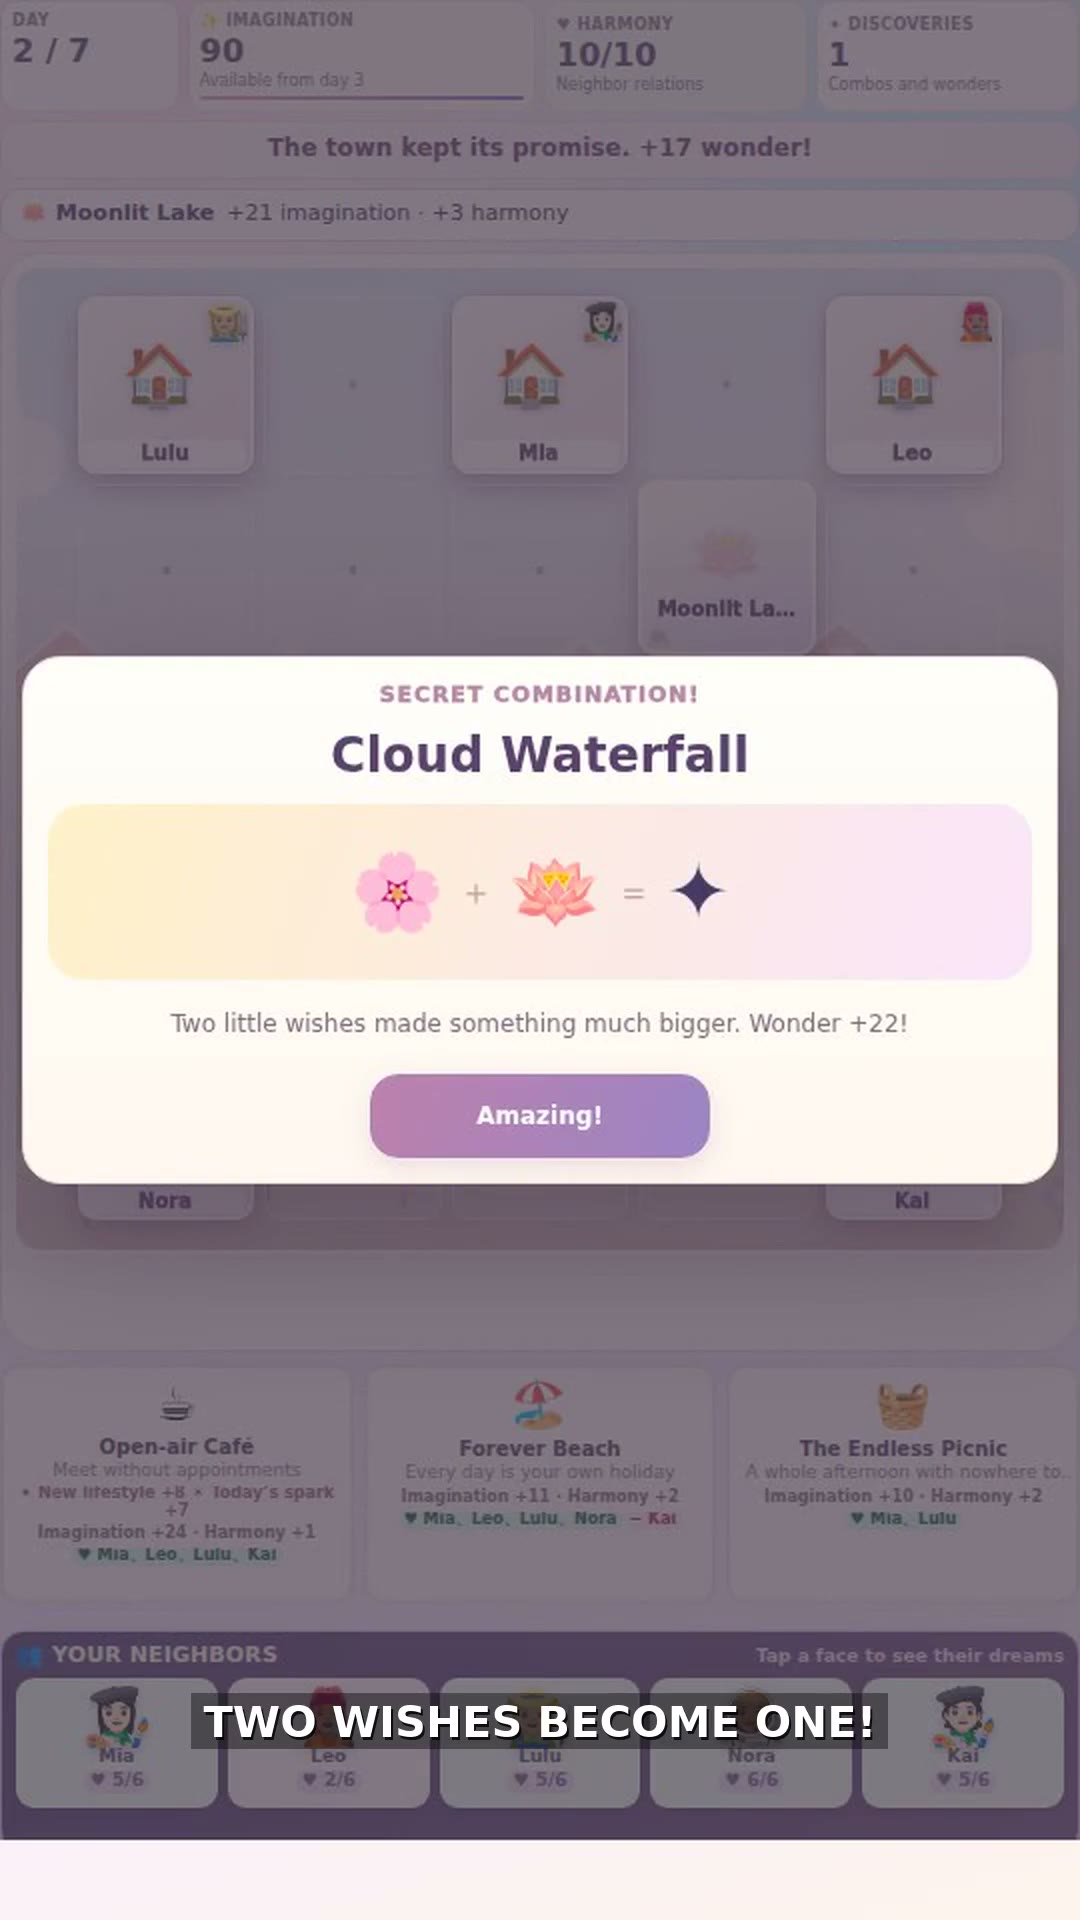 DAY
2 / 7
✨ IMAGINATION
90
Available from day 3
♥ HARMONY
10/10
Neighbor relations
✦ DISCOVERIES
1
Combos and wonders
The town kept its promise. +17 wonder!
Moonlit Lake +21 imagination · +3 harmony
Lulu
Mia
Leo
Moonlit La...
SECRET COMBINATION!
Cloud Waterfall
+ = ✦
Two little wishes made something much bigger. Wonder +22!
Amazing!
Nora
Kai
Open-air Café
Meet without appointments
• New lifestyle +8 × Today's spark
+7
Imagination +24 · Harmony +1
♥ Mia、Leo、Lulu、Kai
Forever Beach
Every day is your own holiday
Imagination +11 · Harmony +2
♥ Mia、Leo、Lulu、Nora − Kai
The Endless Picnic
A whole afternoon with nowhere to...
Imagination +10 · Harmony +2
♥ Mia、Lulu
YOUR NEIGHBORS
Tap a face to see their dreams
TWO WISHES BECOME ONE!
Mia
♥ 5/6
Leo
♥ 2/6
Lulu
♥ 5/6
Nora
♥ 6/6
Kai
♥ 5/6